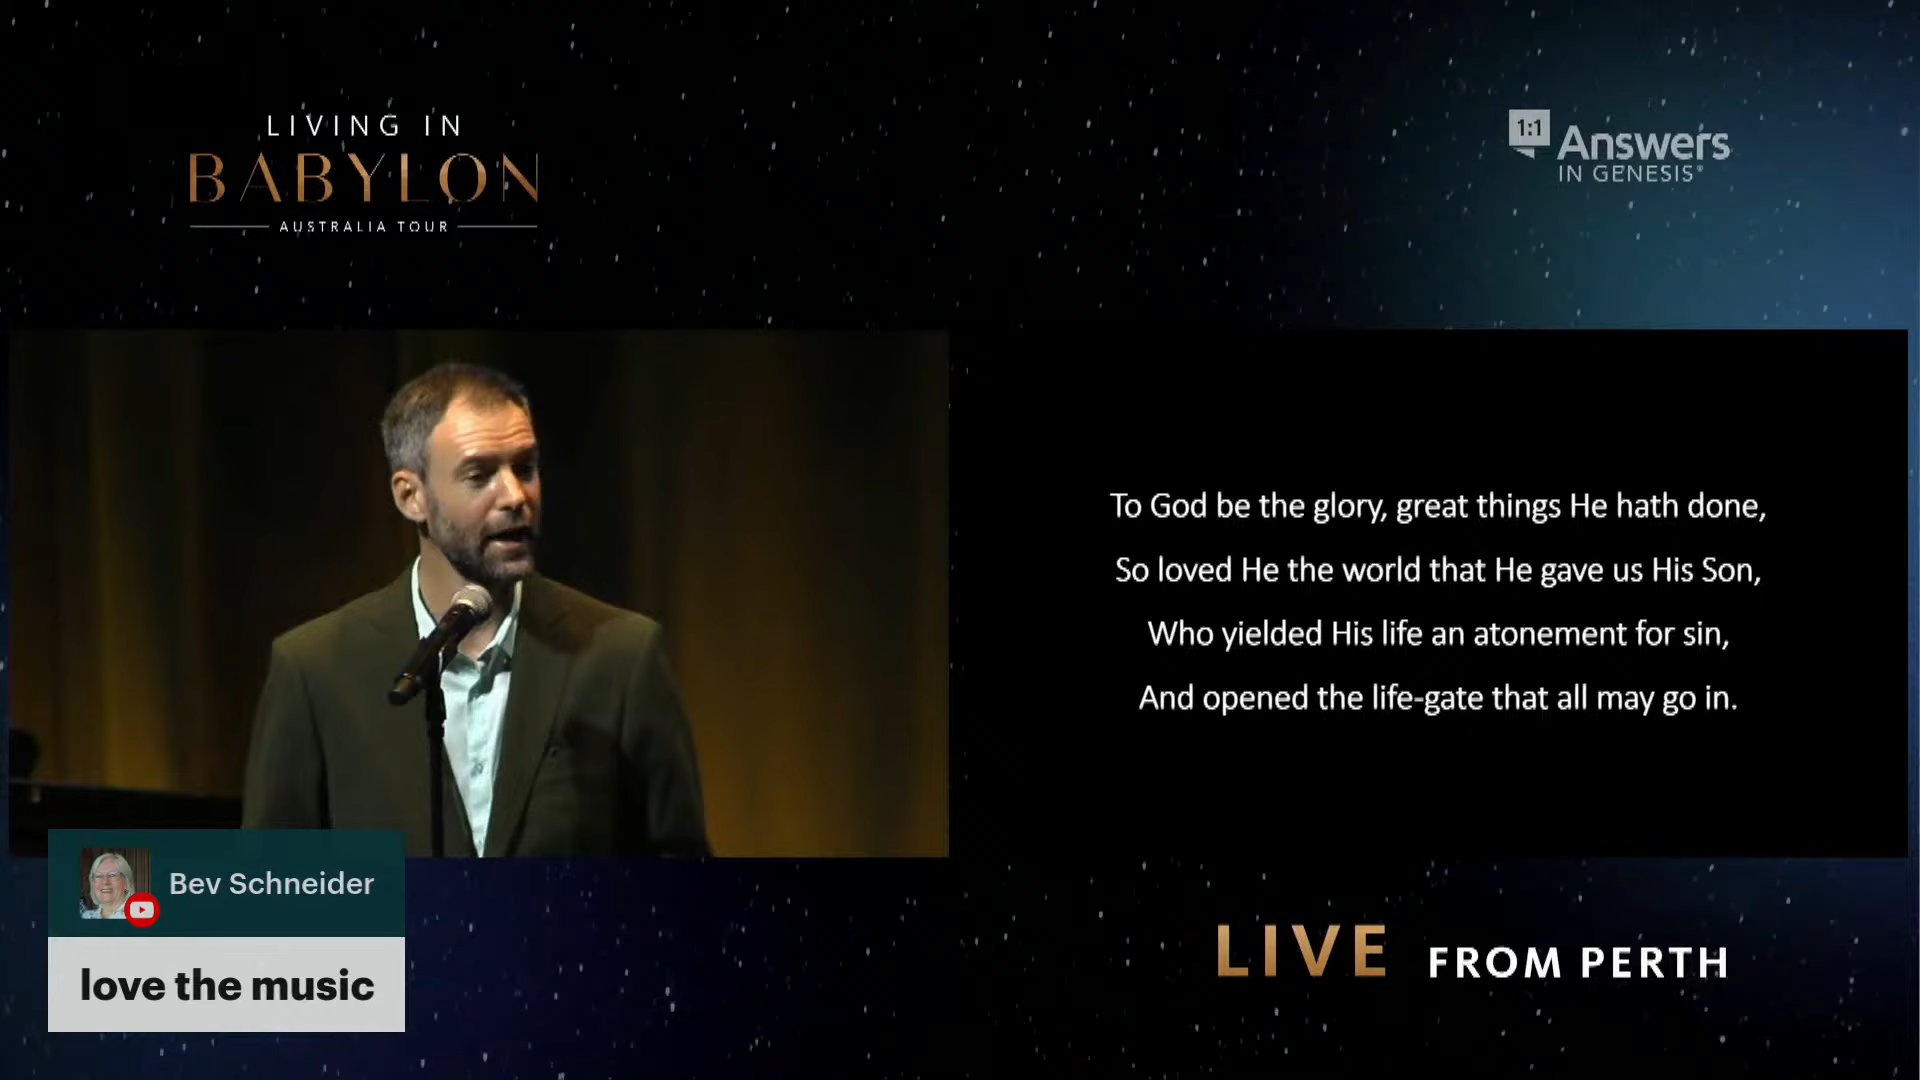 LIVING IN
BABYLON
AUSTRALIA TOUR
1:1
Answers
IN GENESIS®
To God be the glory, great things He hath done,
So loved He the world that He gave us His Son,
Who yielded His life an atonement for sin,
And opened the life-gate that all may go in.
Bev Schneider
love the music
LIVE FROM PERTH